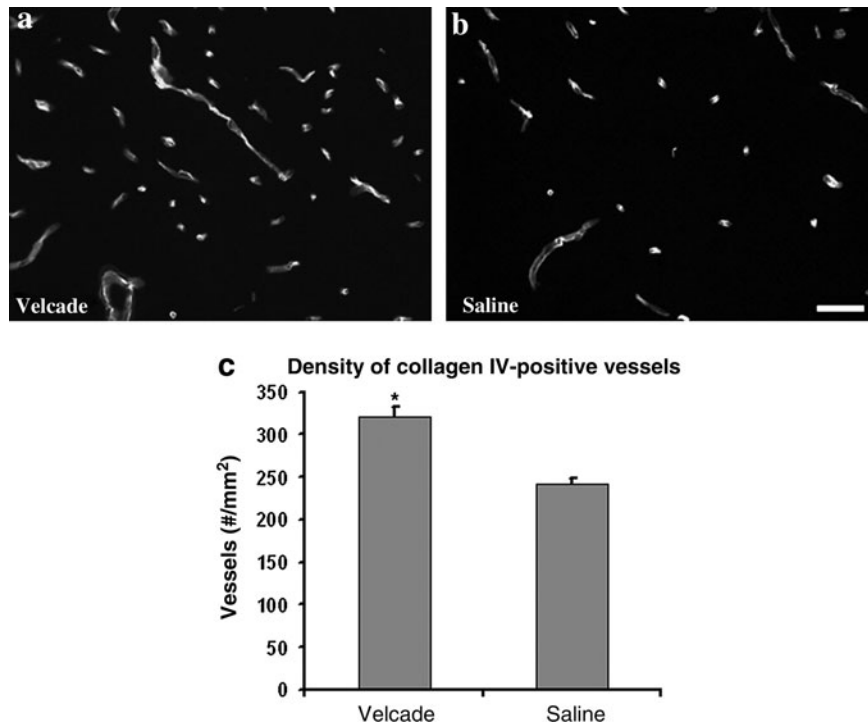 a
b
Velcade
Saline
c Density of collagen IV-positive vessels
350
300
250
200
150
100
50
0
Vessels (#/mm²)
*
Velcade Saline